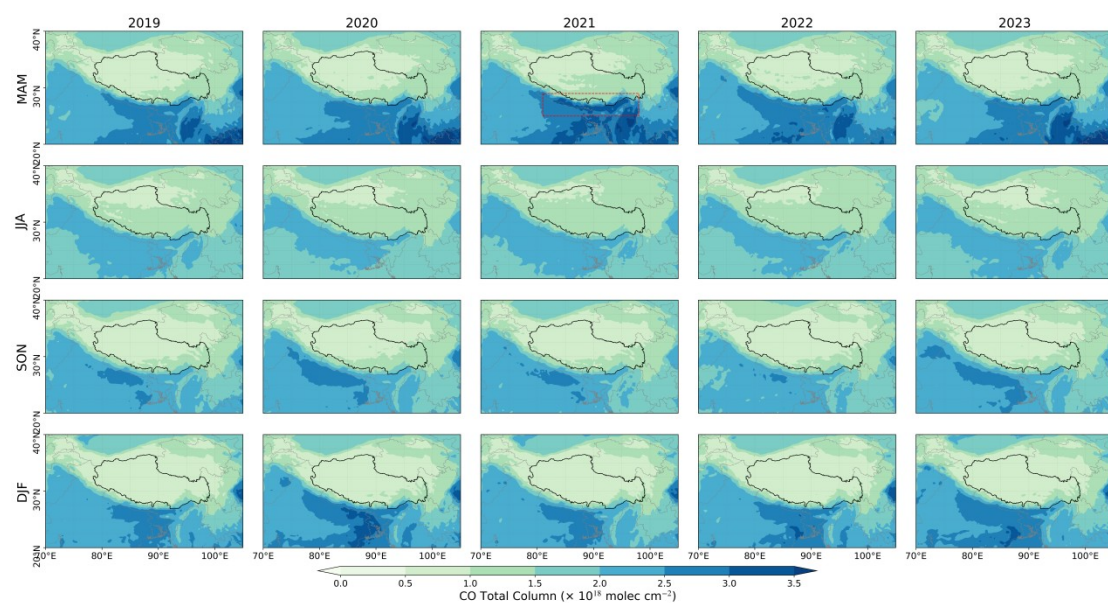 2019 2020 2021 2022 2023
40°N
MAM
30°N
20°N
40°N
JJA
30°N
20°N
40°N
SON
30°N
20°N
40°N
DJF
30°N
20°N
70°E 80°E 90°E 100°E 70°E 80°E 90°E 100°E 70°E 80°E 90°E 100°E 70°E 80°E 90°E 100°E 70°E 80°E 90°E 100°E
0.0 0.5 1.0 1.5 2.0 2.5 3.0 3.5
CO Total Column (× 10¹⁸ molec cm⁻²)